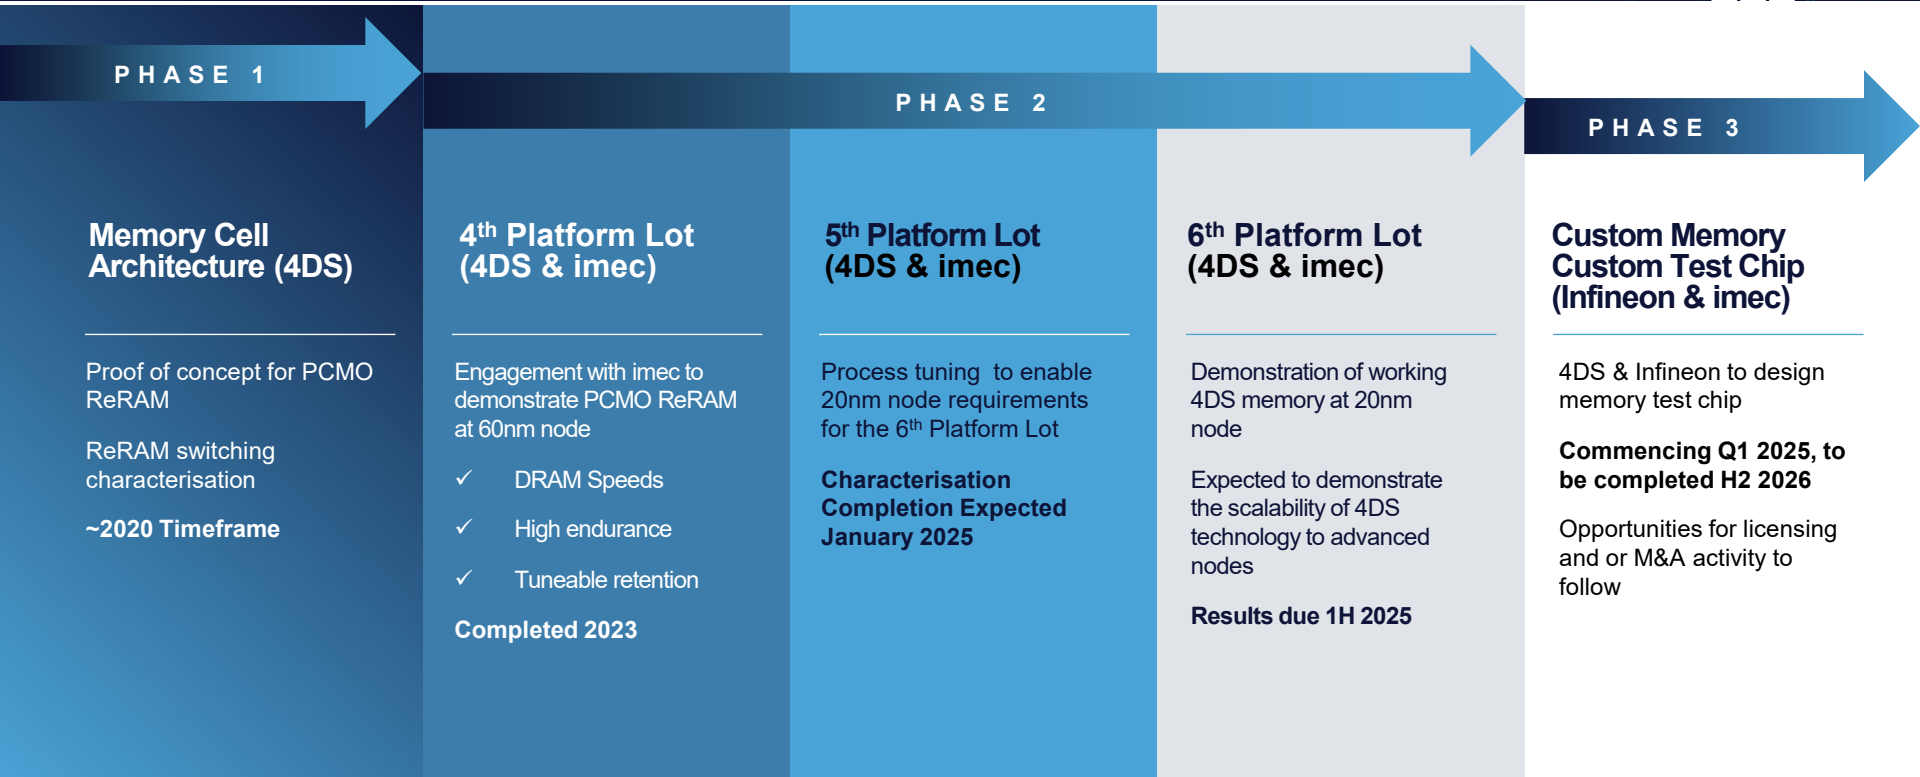 PHASE 1
PHASE 2
PHASE 3
Memory Cell
Architecture (4DS)
Proof of concept for PCMO
ReRAM
ReRAM switching
characterisation
~2020 Timeframe
4th Platform Lot
(4DS & imec)
Engagement with imec to
demonstrate PCMO ReRAM
at 60nm node
✓ DRAM Speeds
✓ High endurance
✓ Tuneable retention
Completed 2023
5th Platform Lot
(4DS & imec)
Process tuning to enable
20nm node requirements
for the 6th Platform Lot
Characterisation
Completion Expected
January 2025
6th Platform Lot
(4DS & imec)
Demonstration of working
4DS memory at 20nm
node
Expected to demonstrate
the scalability of 4DS
technology to advanced
nodes
Results due 1H 2025
Custom Memory
Custom Test Chip
(Infineon & imec)
4DS & Infineon to design
memory test chip
Commencing Q1 2025, to
be completed H2 2026
Opportunities for licensing
and or M&A activity to
follow